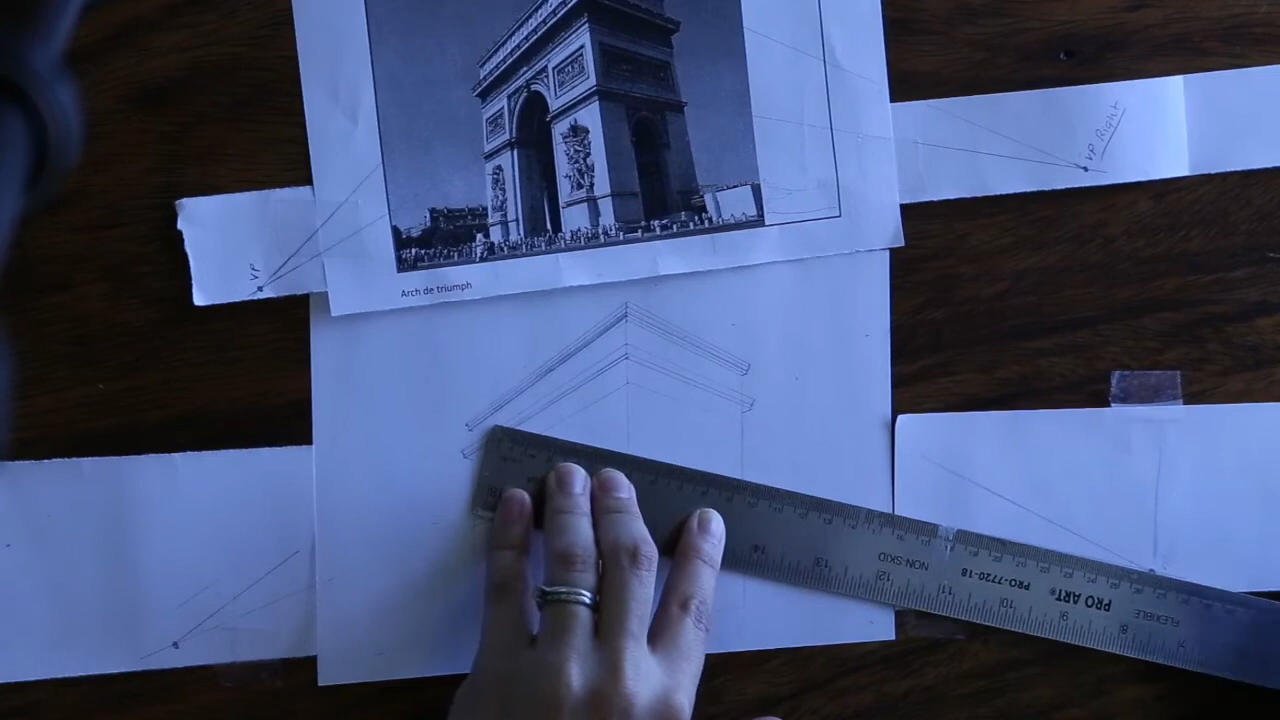 VP Right
VP
Arch de triumph
14
13
12
11
10
9
8
7
NON-SKID
PRO-7720-18
PRO ART®
FLEXIBLE